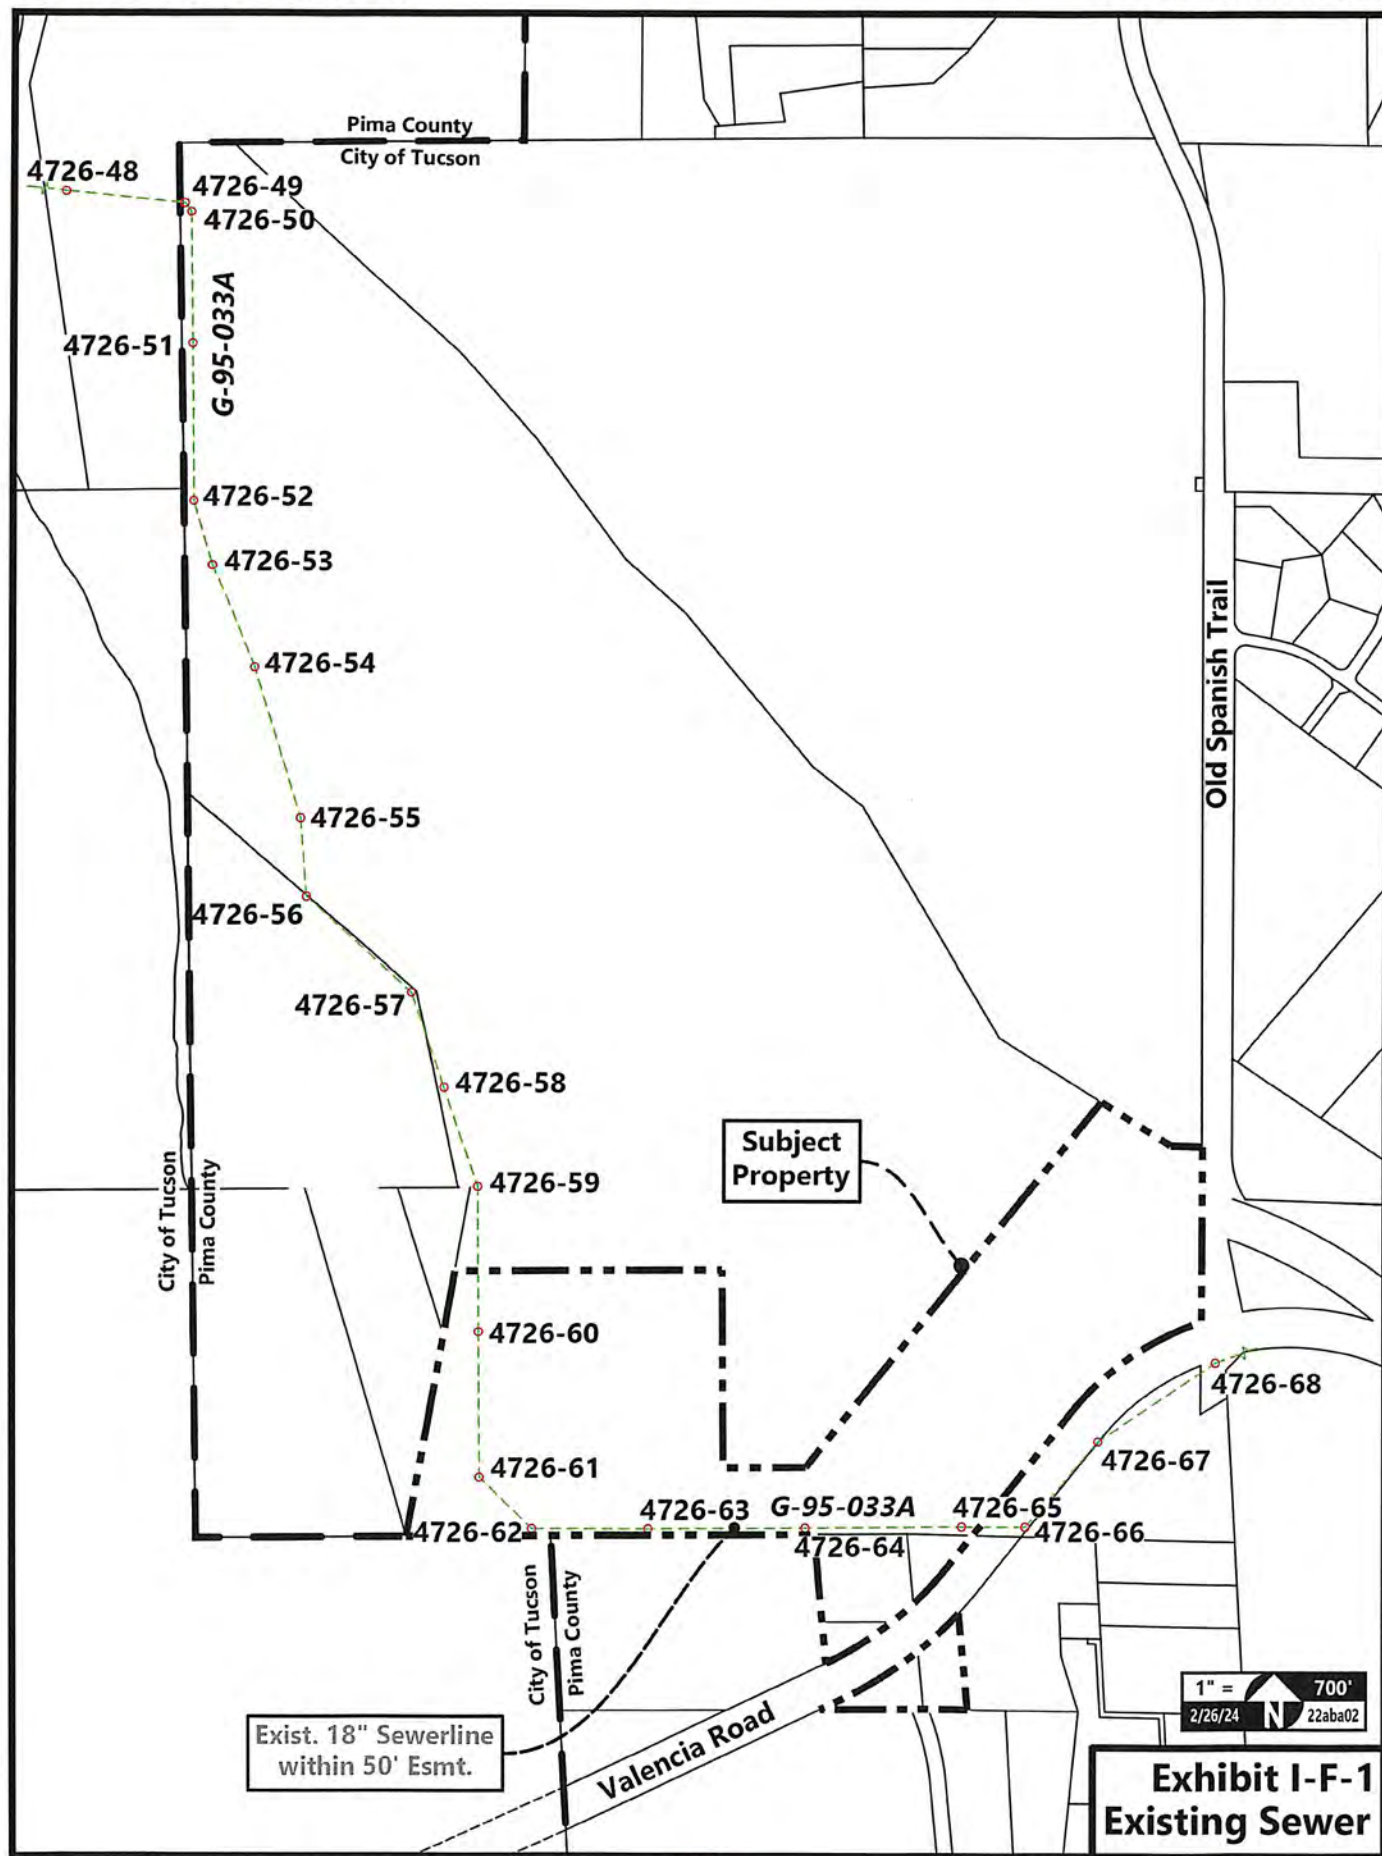 Pima County
City of Tucson
4726-48
4726-49
4726-50
G-95-033A
4726-51
4726-52
4726-53
4726-54
4726-55
4726-56
4726-57
4726-58
4726-59
Old Spanish Trail
Subject
Property
City of Tucson
Pima County
4726-60
4726-61
4726-62
4726-63
G-95-033A
4726-64
4726-65
4726-66
4726-67
4726-68
City of Tucson
Pima County
Exist. 18" Sewerline
within 50' Esmt.
Valencia Road
1" = 700'
2/26/24 N 22aba02
Exhibit I-F-1
Existing Sewer